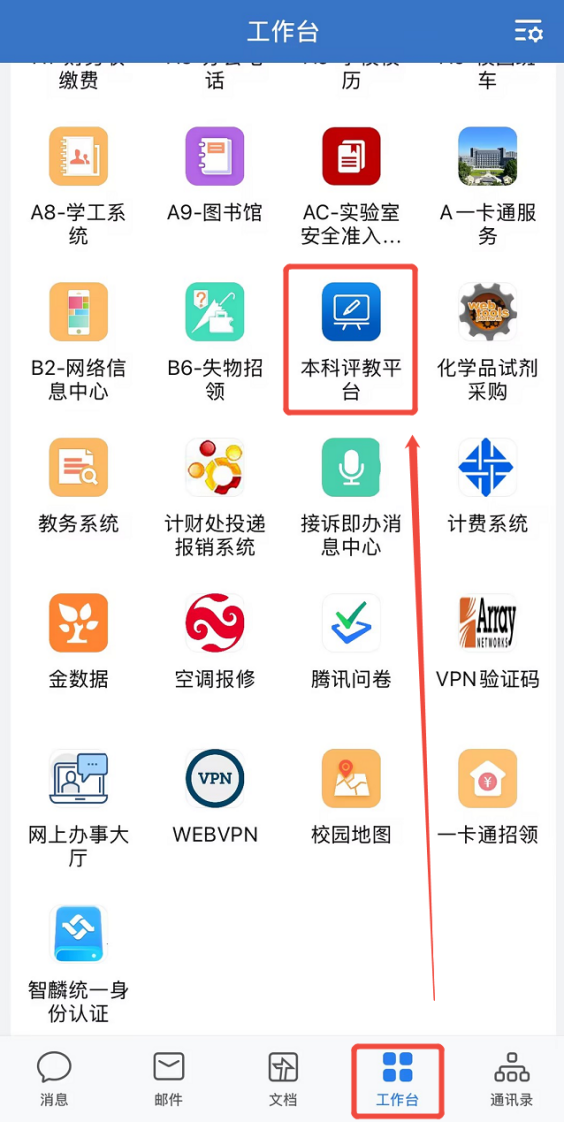 工作台
缴费
话
历
车
A8-学工系
统
A9-图书馆
AC-实验室
安全准入...
A一卡通服
务
B2-网络信
息中心
B6-失物招
领
本科评教平
台
web
tools
化学品试剂
采购
教务系统
计财处投递
报销系统
接诉即办消
息中心
计费系统
金数据
空调报修
腾讯问卷
Array
NETWORKS
VPN验证码
网上办事大
厅
VPN
WEBVPN
校园地图
一卡通招领
智麟统一身
份认证
消息
邮件
文档
工作台
通讯录